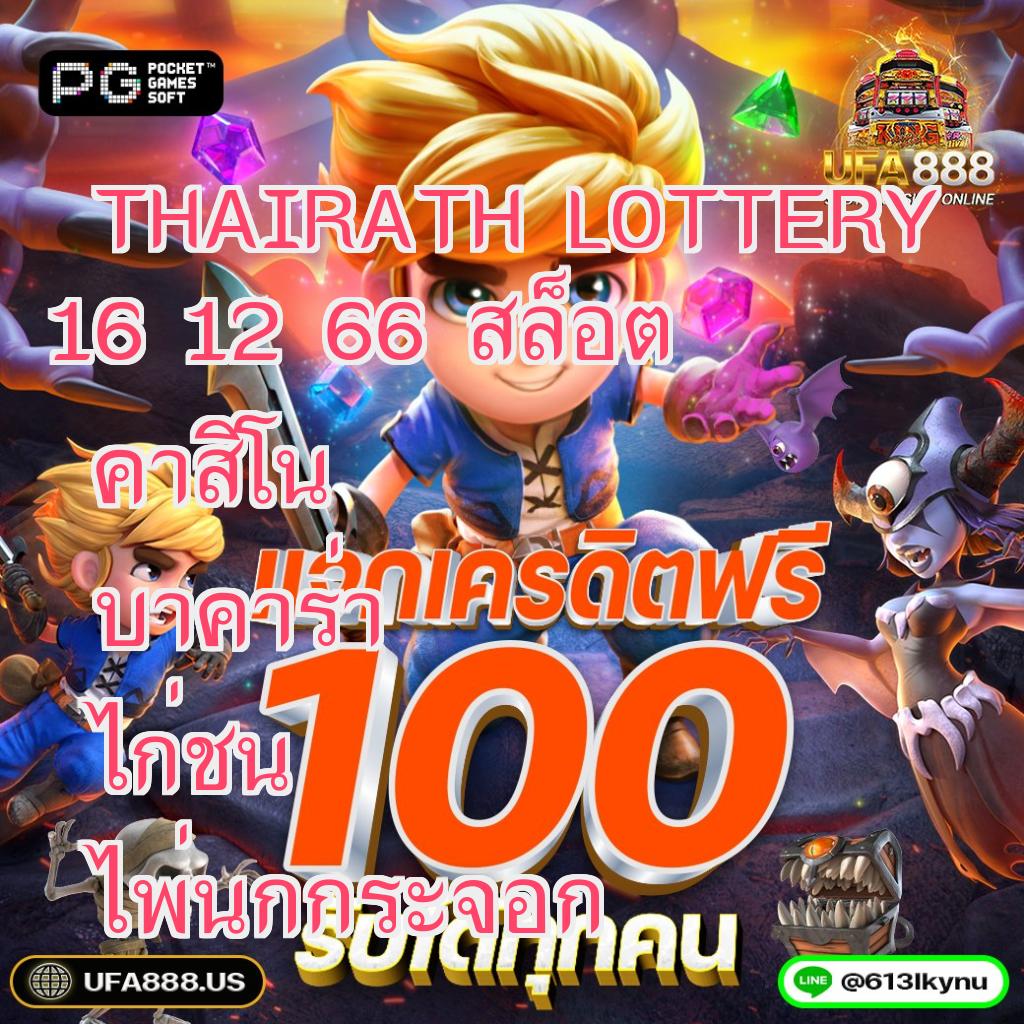 PG POCKET GAMES SOFT™
UFA888
ONLINE
THAIRATH LOTTERY
16 12 66 สล็อต
คาสิโน
แจกเครดิตฟรี
บาคาร่า
100
ไก่ชน
ไพ่นกกระจอก
รับได้ทุกคน
UFA888.US
LINE @613lkynu